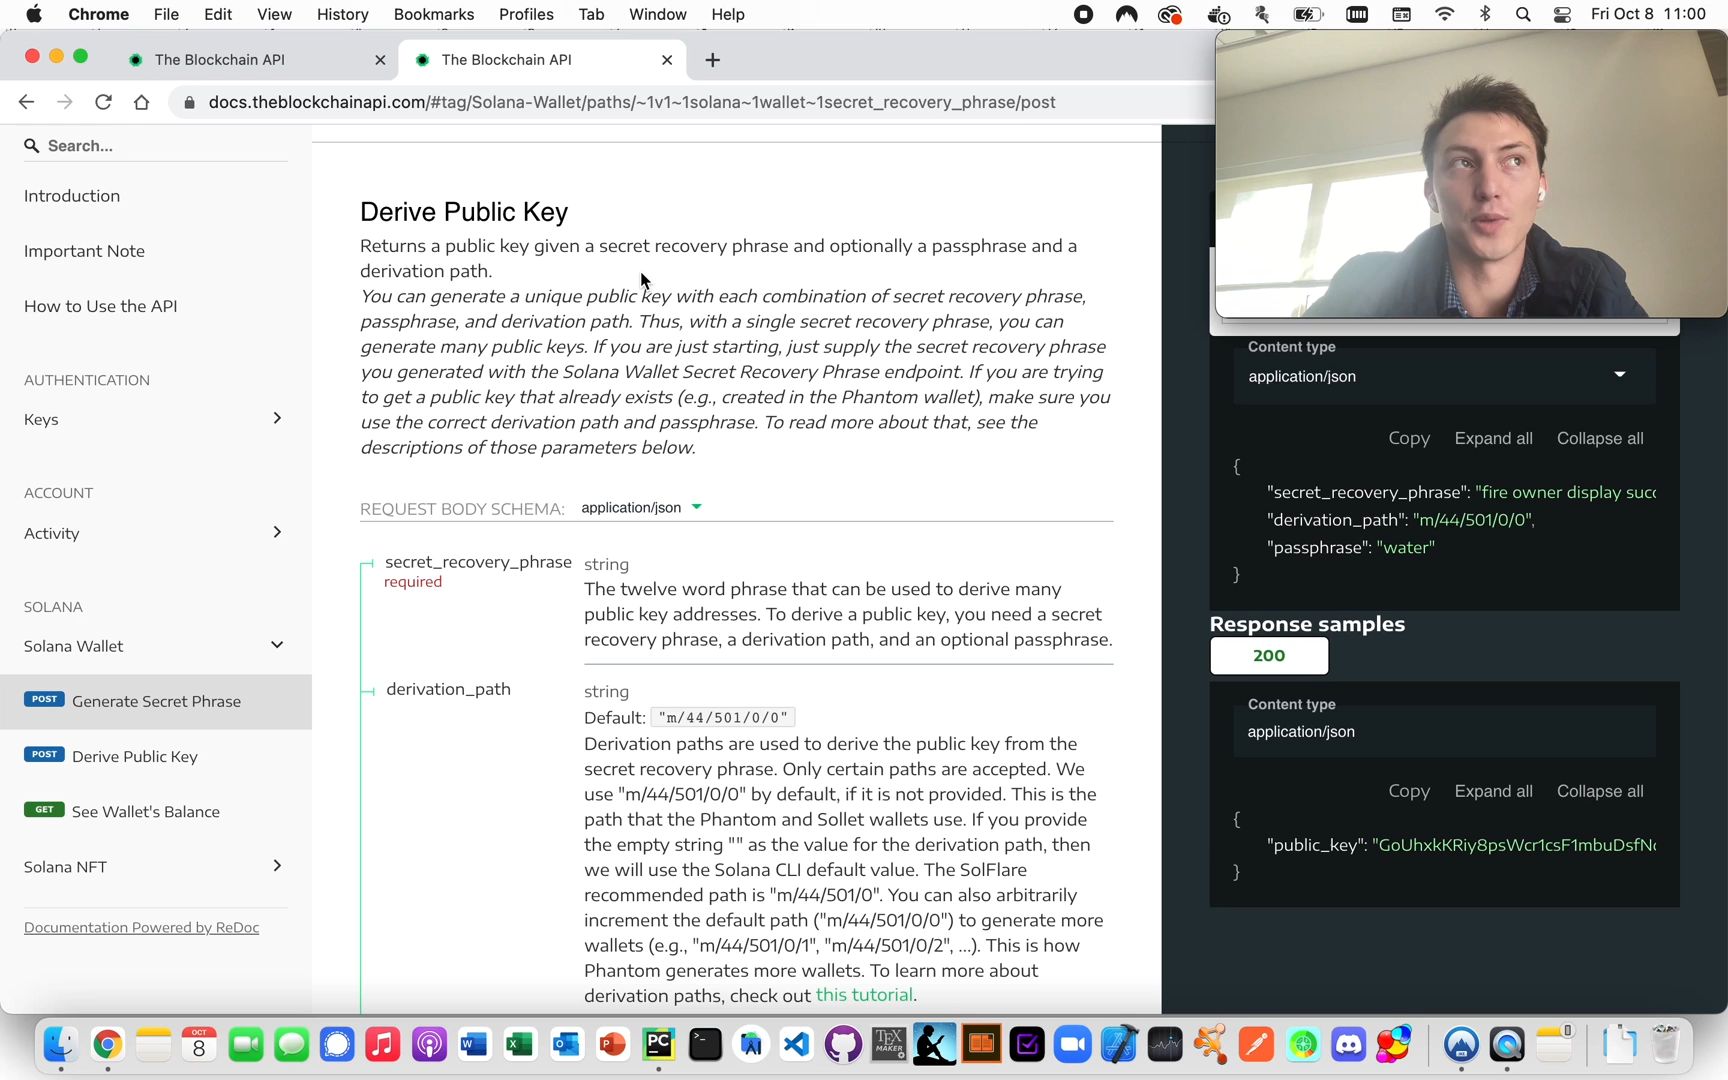 Chrome File Edit View History Bookmarks Profiles Tab Window Help Fri Oct 8 11:00
The Blockchain API
The Blockchain API
docs.theblockchainapi.com/#tag/Solana-Wallet/paths/~1v1~1solana~1wallet~1secret_recovery_phrase/post
Search...
Introduction
Important Note
How to Use the API
AUTHENTICATION
Keys
ACCOUNT
Activity
SOLANA
Solana Wallet
POST Generate Secret Phrase
POST Derive Public Key
GET See Wallet's Balance
Solana NFT
Documentation Powered by ReDoc
Derive Public Key
Returns a public key given a secret recovery phrase and optionally a passphrase and a
derivation path.
You can generate a unique public key with each combination of secret recovery phrase,
passphrase, and derivation path. Thus, with a single secret recovery phrase, you can
generate many public keys. If you are just starting, just supply the secret recovery phrase
you generated with the Solana Wallet Secret Recovery Phrase endpoint. If you are trying
to get a public key that already exists (e.g., created in the Phantom wallet), make sure you
use the correct derivation path and passphrase. To read more about that, see the
descriptions of those parameters below.
REQUEST BODY SCHEMA: application/json
secret_recovery_phrase string
required
The twelve word phrase that can be used to derive many
public key addresses. To derive a public key, you need a secret
recovery phrase, a derivation path, and an optional passphrase.
derivation_path string
Default: "m/44/501/0/0"
Derivation paths are used to derive the public key from the
secret recovery phrase. Only certain paths are accepted. We
use "m/44/501/0/0" by default, if it is not provided. This is the
path that the Phantom and Sollet wallets use. If you provide
the empty string "" as the value for the derivation path, then
we will use the Solana CLI default value. The SolFlare
recommended path is "m/44/501/0". You can also arbitrarily
increment the default path ("m/44/501/0/0") to generate more
wallets (e.g., "m/44/501/0/1", "m/44/501/0/2", ...). This is how
Phantom generates more wallets. To learn more about
derivation paths, check out this tutorial.
Content type
application/json
Copy Expand all Collapse all
{
"secret_recovery_phrase": "fire owner display succ
"derivation_path": "m/44/501/0/0",
"passphrase": "water"
}
Response samples
200
Content type
application/json
Copy Expand all Collapse all
{
"public_key": "GoUhxkKRiy8psWcr1csF1mbuDsfN
}
OCT
8
PC
TEX
MAKER